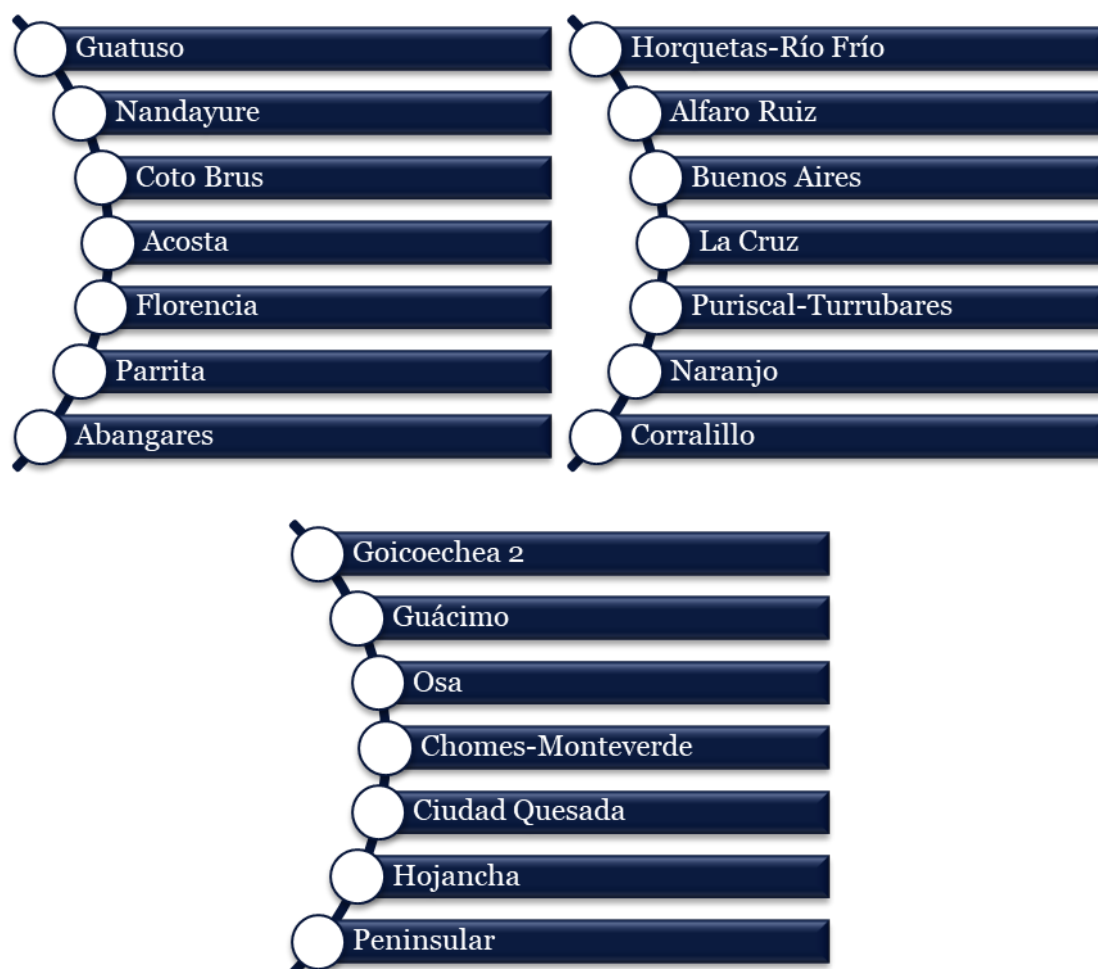 Guatuso
Nandayure
Coto Brus
Acosta
Florencia
Parrita
Abangares
Horquetas-Río Frío
Alfaro Ruiz
Buenos Aires
La Cruz
Puriscal-Turrubares
Naranjo
Corralillo
Goicoechea 2
Guácimo
Osa
Chomes-Monteverde
Ciudad Quesada
Hojancha
Peninsular